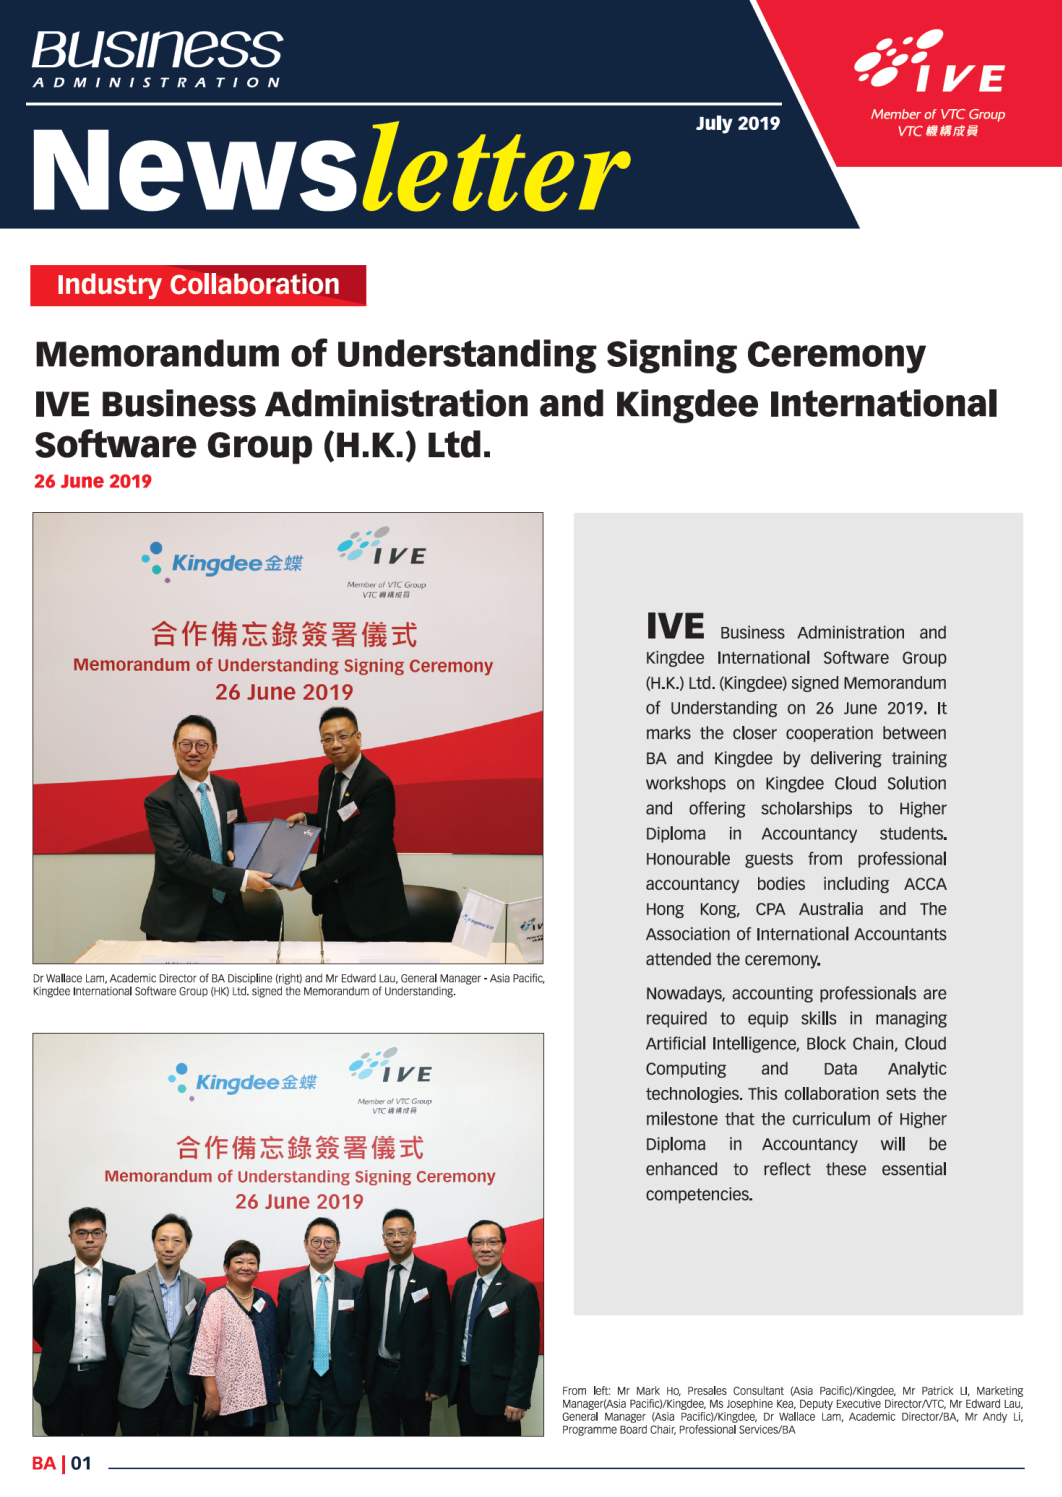 BUSINESS
ADMINISTRATION
Newsletter
July 2019
IVE
Member of VTC Group
VTC 機構成員
Industry Collaboration
Memorandum of Understanding Signing Ceremony
IVE Business Administration and Kingdee International
Software Group (H.K.) Ltd.
26 June 2019
Kingdee金蝶
IVE
Member of VTC Group
VTC 機構成員
合作備忘錄簽署儀式
Memorandum of Understanding Signing Ceremony
26 June 2019
Dr Wallace Lam, Academic Director of BA Discipline (right) and Mr Edward Lau, General Manager - Asia Pacific,
Kingdee International Software Group (HK) Ltd. signed the Memorandum of Understanding.
Kingdee金蝶
IVE
Member of VTC Group
VTC 機構成員
合作備忘錄簽署儀式
Memorandum of Understanding Signing Ceremony
26 June 2019
IVE Business Administration and
Kingdee International Software Group
(H.K.) Ltd. (Kingdee) signed Memorandum
of Understanding on 26 June 2019. It
marks the closer cooperation between
BA and Kingdee by delivering training
workshops on Kingdee Cloud Solution
and offering scholarships to Higher
Diploma in Accountancy students.
Honourable guests from professional
accountancy bodies including ACCA
Hong Kong, CPA Australia and The
Association of International Accountants
attended the ceremony.
Nowadays, accounting professionals are
required to equip skills in managing
Artificial Intelligence, Block Chain, Cloud
Computing and Data Analytic
technologies. This collaboration sets the
milestone that the curriculum of Higher
Diploma in Accountancy will be
enhanced to reflect these essential
competencies.
From left: Mr Mark Ho, Presales Consultant (Asia Pacific)/Kingdee, Mr Patrick LI, Marketing
Manager(Asia Pacific)/Kingdee, Ms Josephine Kea, Deputy Executive Director/VTC, Mr Edward Lau,
General Manager (Asia Pacific)/Kingdee, Dr Wallace Lam, Academic Director/BA, Mr Andy Li,
Programme Board Chair, Professional Services/BA
BA | 01